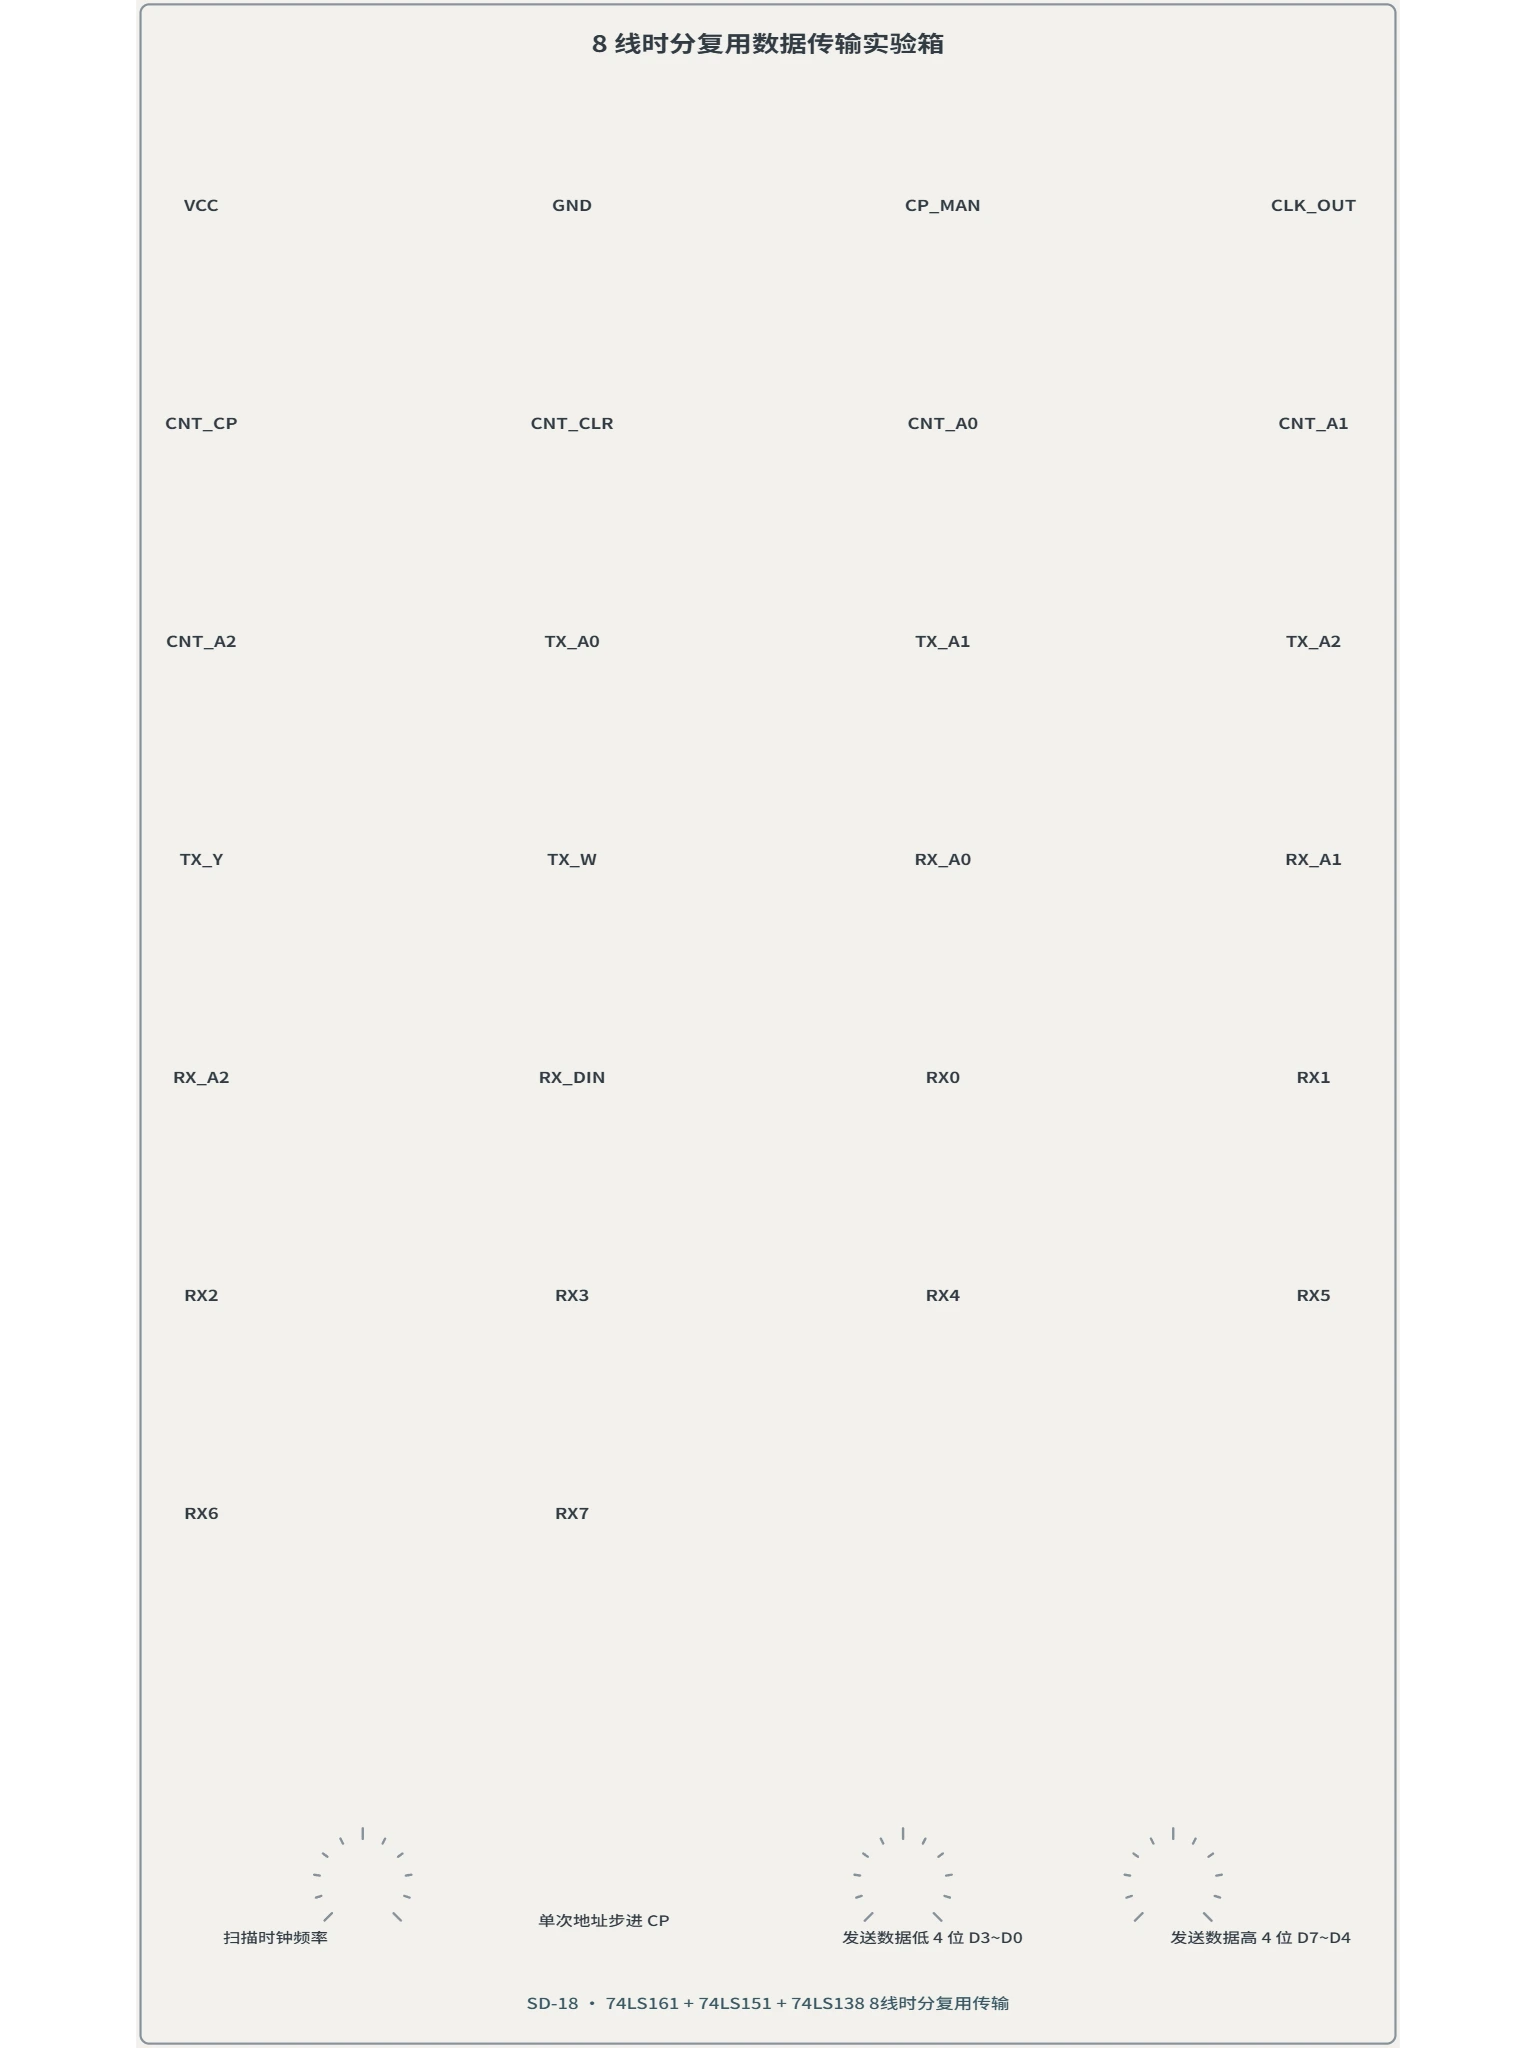 8 线时分复用数据传输实验箱
VCC GND CP_MAN CLK_OUT
CNT_CP CNT_CLR CNT_A0 CNT_A1
CNT_A2 TX_A0 TX_A1 TX_A2
TX_Y TX_W RX_A0 RX_A1
RX_A2 RX_DIN RX0 RX1
RX2 RX3 RX4 RX5
RX6 RX7
扫描时钟频率 单次地址步进 CP 发送数据低 4 位 D3~D0 发送数据高 4 位 D7~D4
SD-18 · 74LS161 + 74LS151 + 74LS138 8线时分复用传输